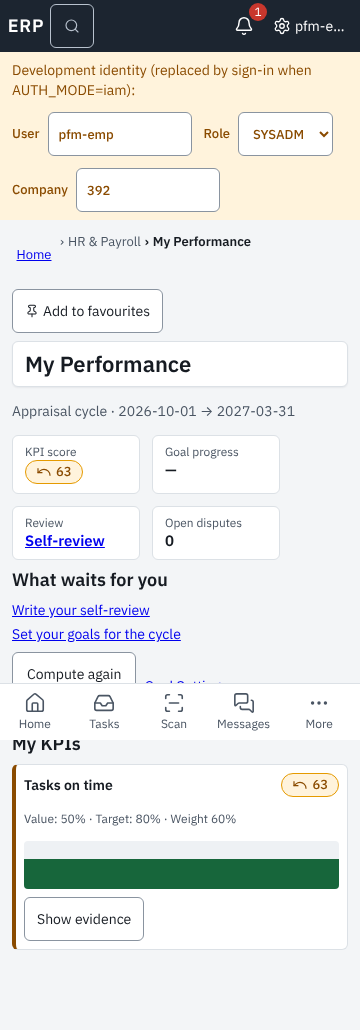 ERP
1
pfm-e...
Development identity (replaced by sign-in when
AUTH_MODE=iam):
User
pfm-emp
Role
SYSADM
Company
392
Home › HR & Payroll › My Performance
Add to favourites
My Performance
Appraisal cycle · 2026-10-01 → 2027-03-31
KPI score
63
Goal progress
—
Review
Self-review
Open disputes
0
What waits for you
Write your self-review
Set your goals for the cycle
Compute again
Home
Tasks
Scan
Messages
More
My KPIs
Tasks on time
63
Value: 50% · Target: 80% · Weight 60%
Show evidence